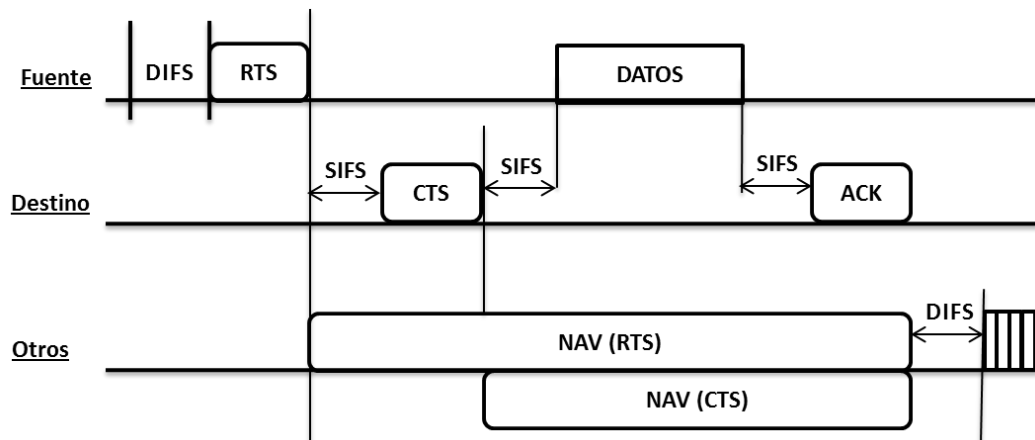 Fuente
DIFS
RTS
DATOS
Destino
SIFS
CTS
SIFS
SIFS
ACK
Otros
NAV (RTS)
DIFS
NAV (CTS)